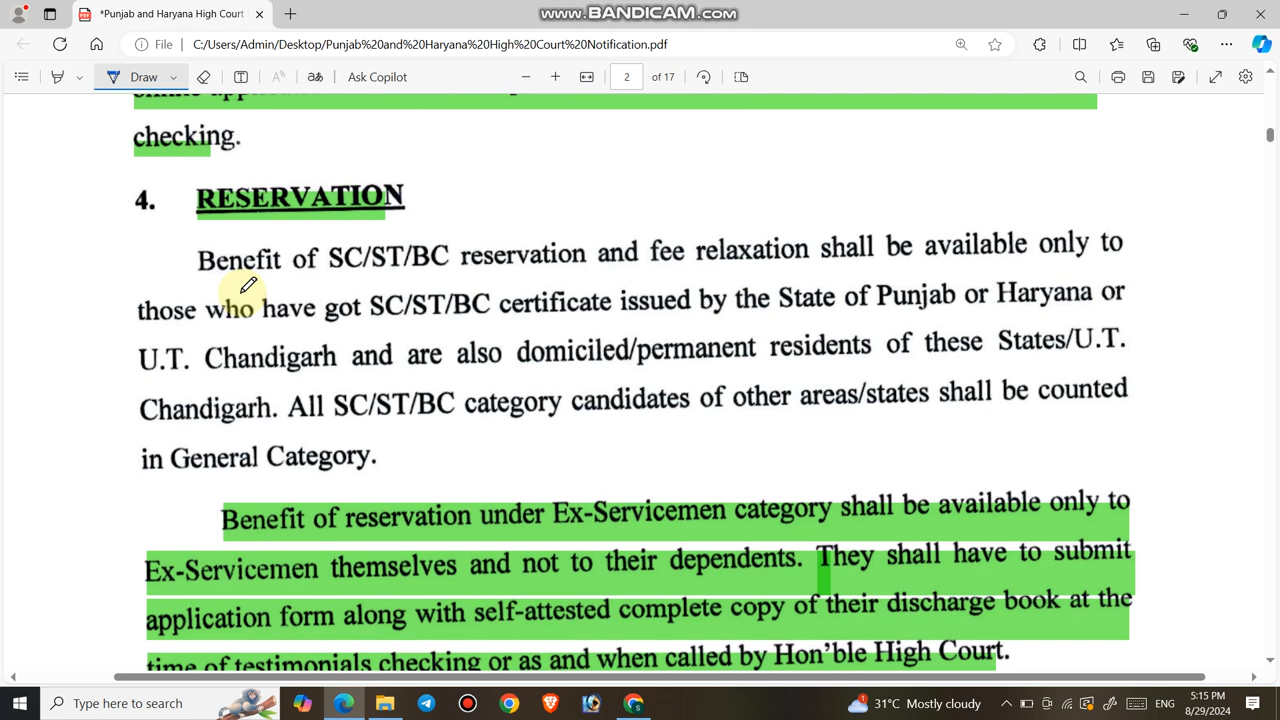 *Punjab and Haryana High Court
www.BANDICAM.com
File
C:/Users/Admin/Desktop/Punjab%20and%20Haryana%20High%20Court%20Notification.pdf
Draw
aあ
Ask Copilot
2 of 17
checking.
4. RESERVATION
Benefit of SC/ST/BC reservation and fee relaxation shall be available only to
those who have got SC/ST/BC certificate issued by the State of Punjab or Haryana or
U.T. Chandigarh and are also domiciled/permanent residents of these States/U.T.
Chandigarh. All SC/ST/BC category candidates of other areas/states shall be counted
in General Category.
Benefit of reservation under Ex-Servicemen category shall be available only to
Ex-Servicemen themselves and not to their dependents. They shall have to submit
application form along with self-attested complete copy of their discharge book at the
time of testimonials checking or as and when called by Hon'ble High Court.
Type here to search
31°C Mostly cloudy
5:15 PM
8/29/2024